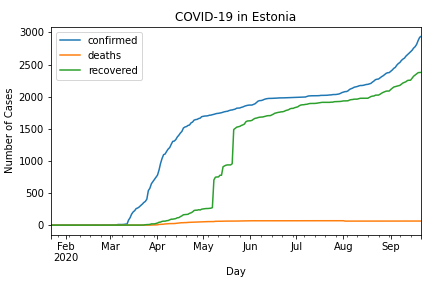 COVID-19 in Estonia
confirmed
deaths
recovered
Number of Cases
3000
2500
2000
1500
1000
500
0
Feb Mar Apr May Jun Jul Aug Sep
2020
Day